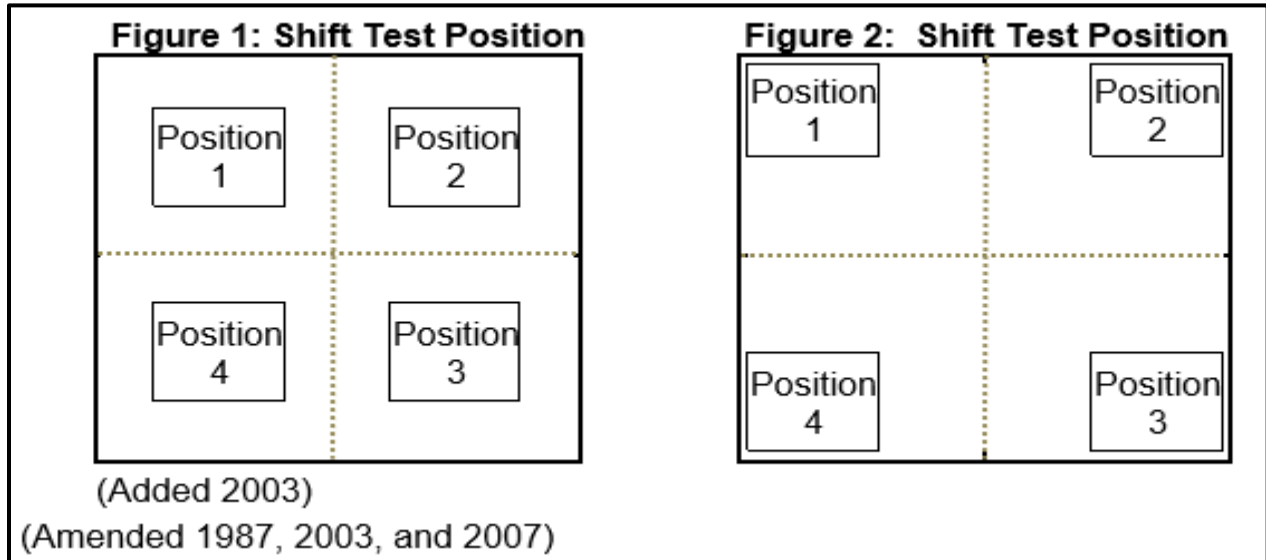 Figure 1: Shift Test Position
Position
1
Position
2
Position
4
Position
3
Figure 2: Shift Test Position
Position
1
Position
2
Position
4
Position
3
(Added 2003)
(Amended 1987, 2003, and 2007)